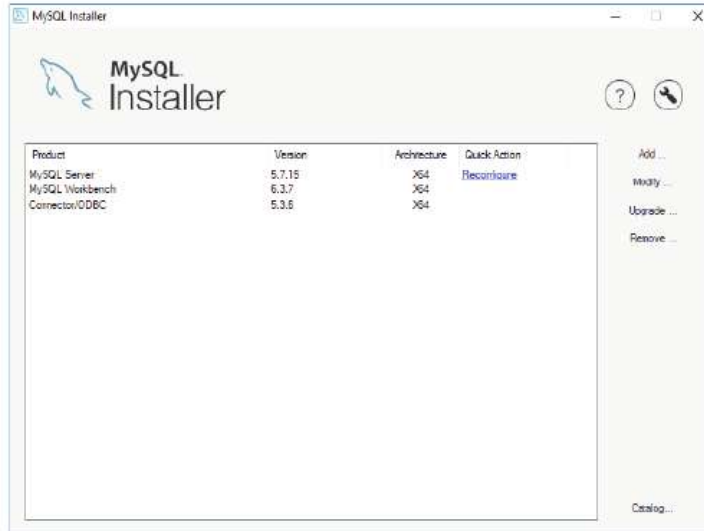 MySQL Installer
MySQL
Installer
?
Product Version Architecture Quick Action
MySQL Server 5.7.15 X64 Reconfigure
MySQL Workbench 6.3.7 X64
Connector/ODBC 5.3.6 X64
Add ...
Modify ...
Upgrade ...
Remove ...
Catalog...